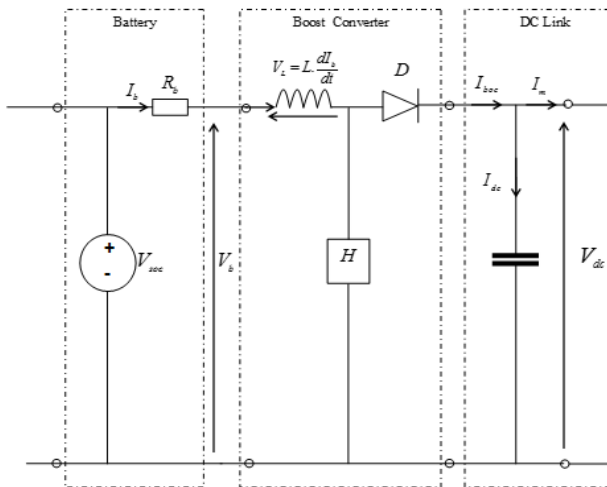 Battery
Boost Converter
DC Link
V_L = L.dI_b/dt
I_b
R_b
D
I_boc
I_m
I_dc
+
-
V_soc
V_b
H
V_dc